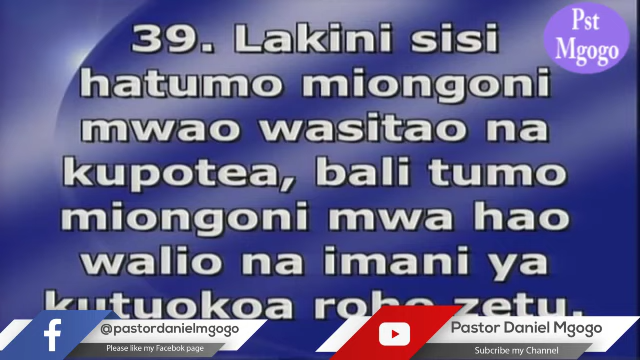 39. Lakini sisi
hatumo miongoni
mwao wasitao na
kupotea, bali tumo
miongoni mwa hao
walio na imani ya
kutuokoa roho zetu.
Pst
Mgogo
@pastordanielmgogo
Please like my Facebok page
Pastor Daniel Mgogo
Subcribe my Channel